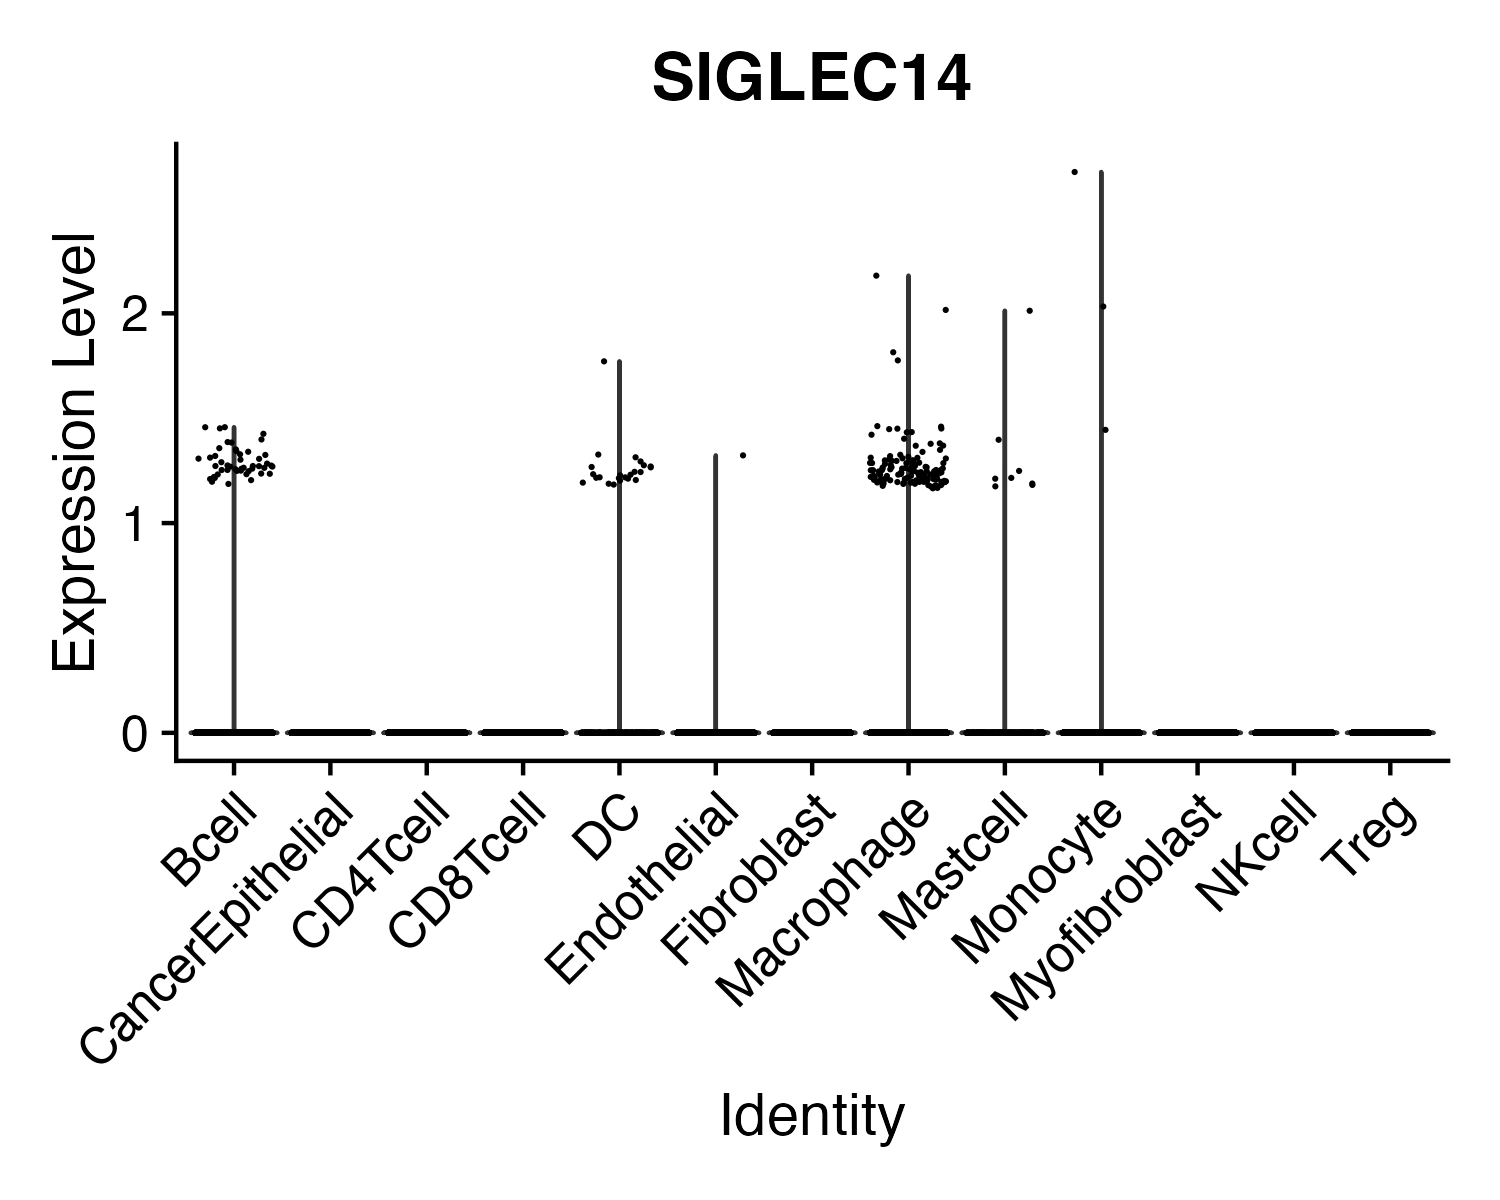 SIGLEC14
Expression Level
2
1
0
Bcell
CancerEpithelial
CD4Tcell
CD8Tcell
DC
Endothelial
Fibroblast
Macrophage
Mastcell
Monocyte
Myofibroblast
NKcell
Treg
Identity